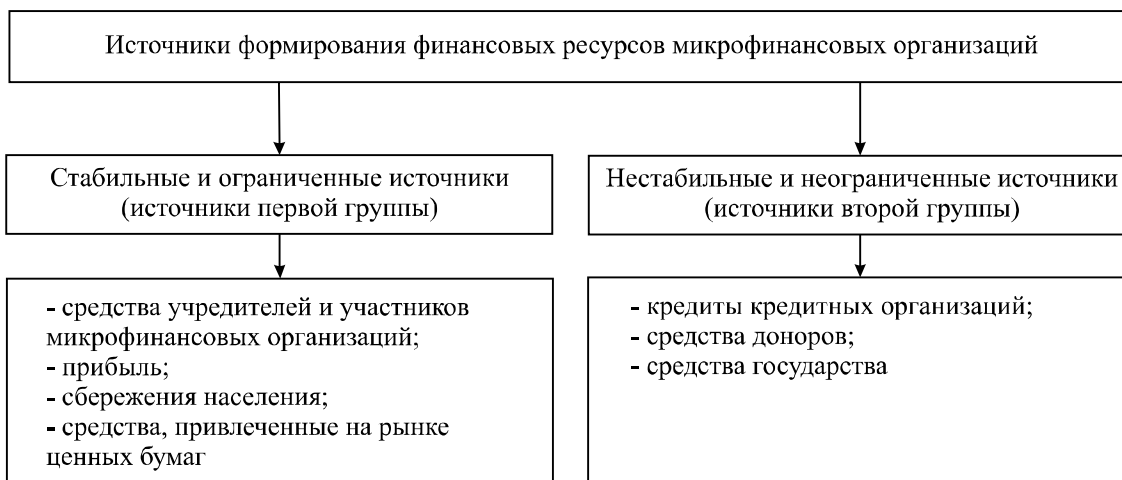 Источники формирования финансовых ресурсов микрофинансовых организаций
Стабильные и ограниченные источники
(источники первой группы)
Нестабильные и неограниченные источники
(источники второй группы)
- средства учредителей и участников
микрофинансовых организаций;
- прибыль;
- сбережения населения;
- средства, привлеченные на рынке
ценных бумаг
- кредиты кредитных организаций;
- средства доноров;
- средства государства